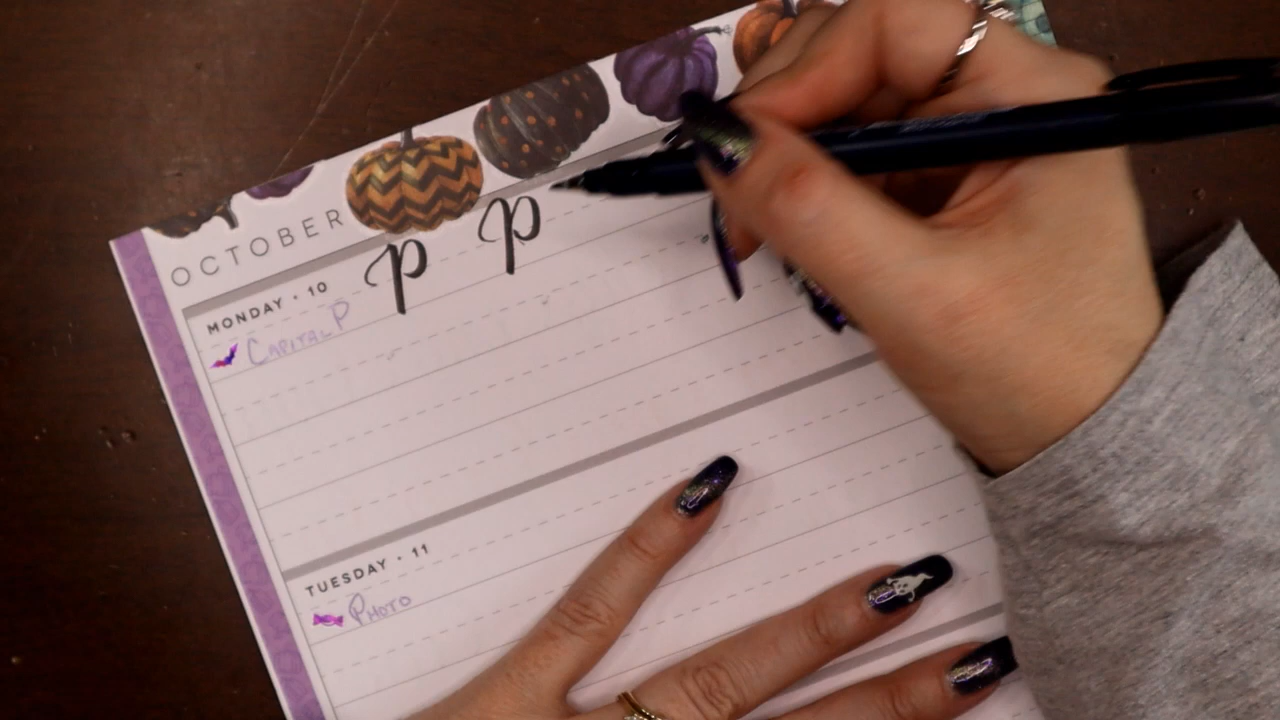 OCTOBER
MONDAY • 10
p p
CAPITAL P
TUESDAY • 11
PHOTO